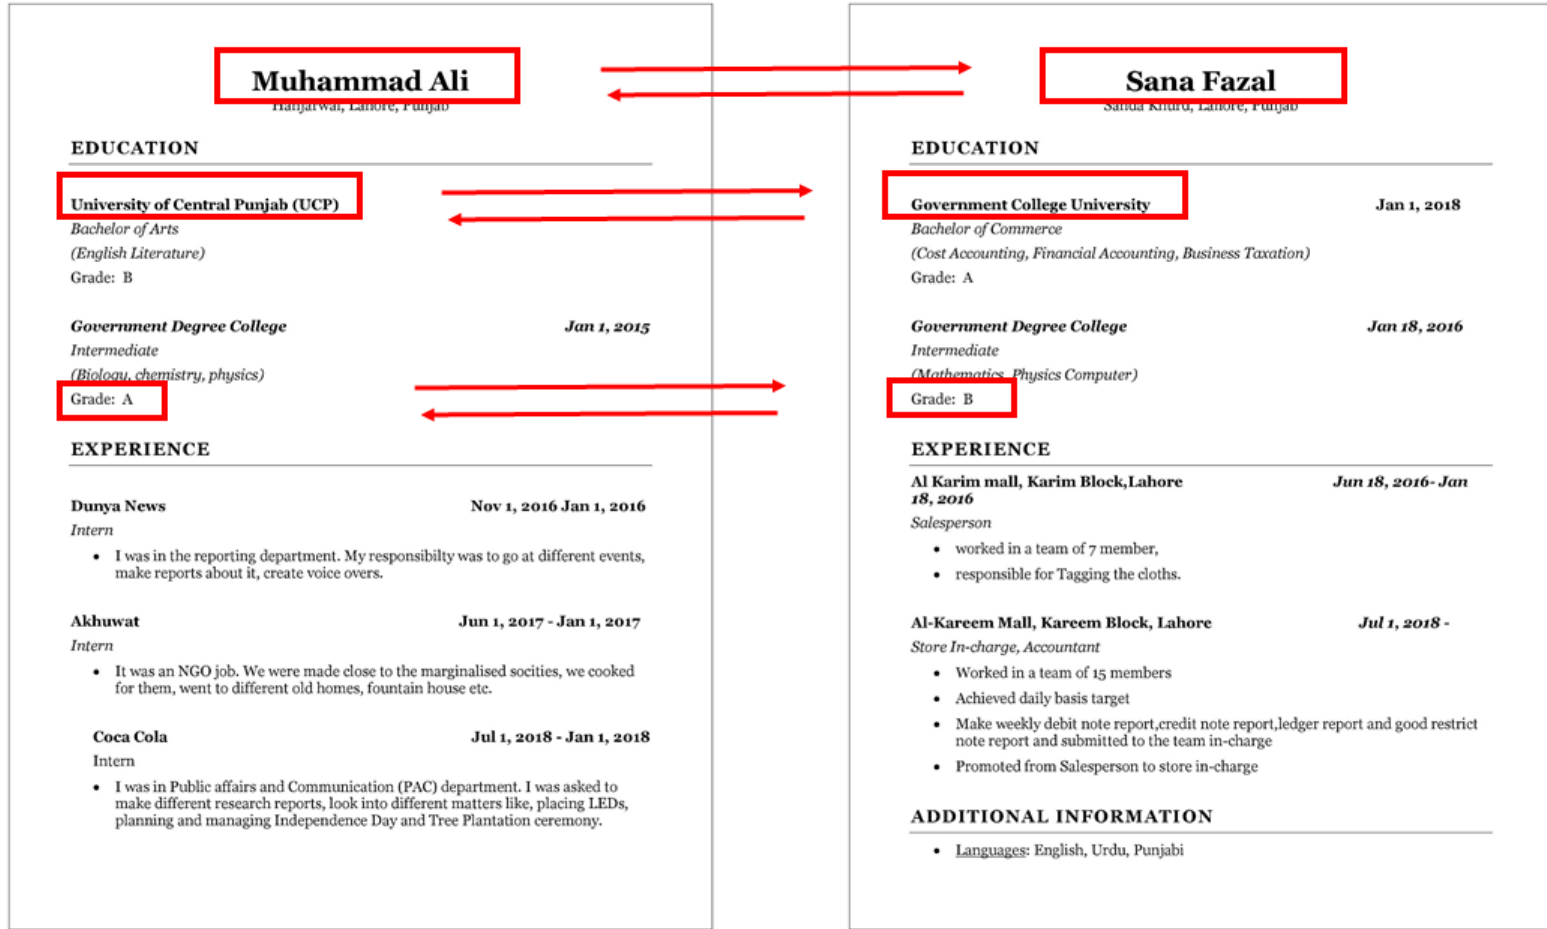 Muhammad Ali
Hanjarwal, Lahore, Punjab
EDUCATION
University of Central Punjab (UCP)
Bachelor of Arts
(English Literature)
Grade: B
Government Degree College Jan 1, 2015
Intermediate
(Biology, chemistry, physics)
Grade: A
EXPERIENCE
Dunya News Nov 1, 2016 Jan 1, 2016
Intern
• I was in the reporting department. My responsibilty was to go at different events,
make reports about it, create voice overs.
Akhuwat Jun 1, 2017 - Jan 1, 2017
Intern
• It was an NGO job. We were made close to the marginalised socities, we cooked
for them, went to different old homes, fountain house etc.
Coca Cola Jul 1, 2018 - Jan 1, 2018
Intern
• I was in Public affairs and Communication (PAC) department. I was asked to
make different research reports, look into different matters like, placing LEDs,
planning and managing Independence Day and Tree Plantation ceremony.
Sana Fazal
Sanda Khurd, Lahore, Punjab
EDUCATION
Government College University Jan 1, 2018
Bachelor of Commerce
(Cost Accounting, Financial Accounting, Business Taxation)
Grade: A
Government Degree College Jan 18, 2016
Intermediate
(Mathematics, Physics Computer)
Grade: B
EXPERIENCE
Al Karim mall, Karim Block,Lahore Jun 18, 2016- Jan
18, 2016
Salesperson
• worked in a team of 7 member,
• responsible for Tagging the cloths.
Al-Kareem Mall, Kareem Block, Lahore Jul 1, 2018 -
Store In-charge, Accountant
• Worked in a team of 15 members
• Achieved daily basis target
• Make weekly debit note report,credit note report,ledger report and good restrict
note report and submitted to the team in-charge
• Promoted from Salesperson to store in-charge
ADDITIONAL INFORMATION
• Languages: English, Urdu, Punjabi